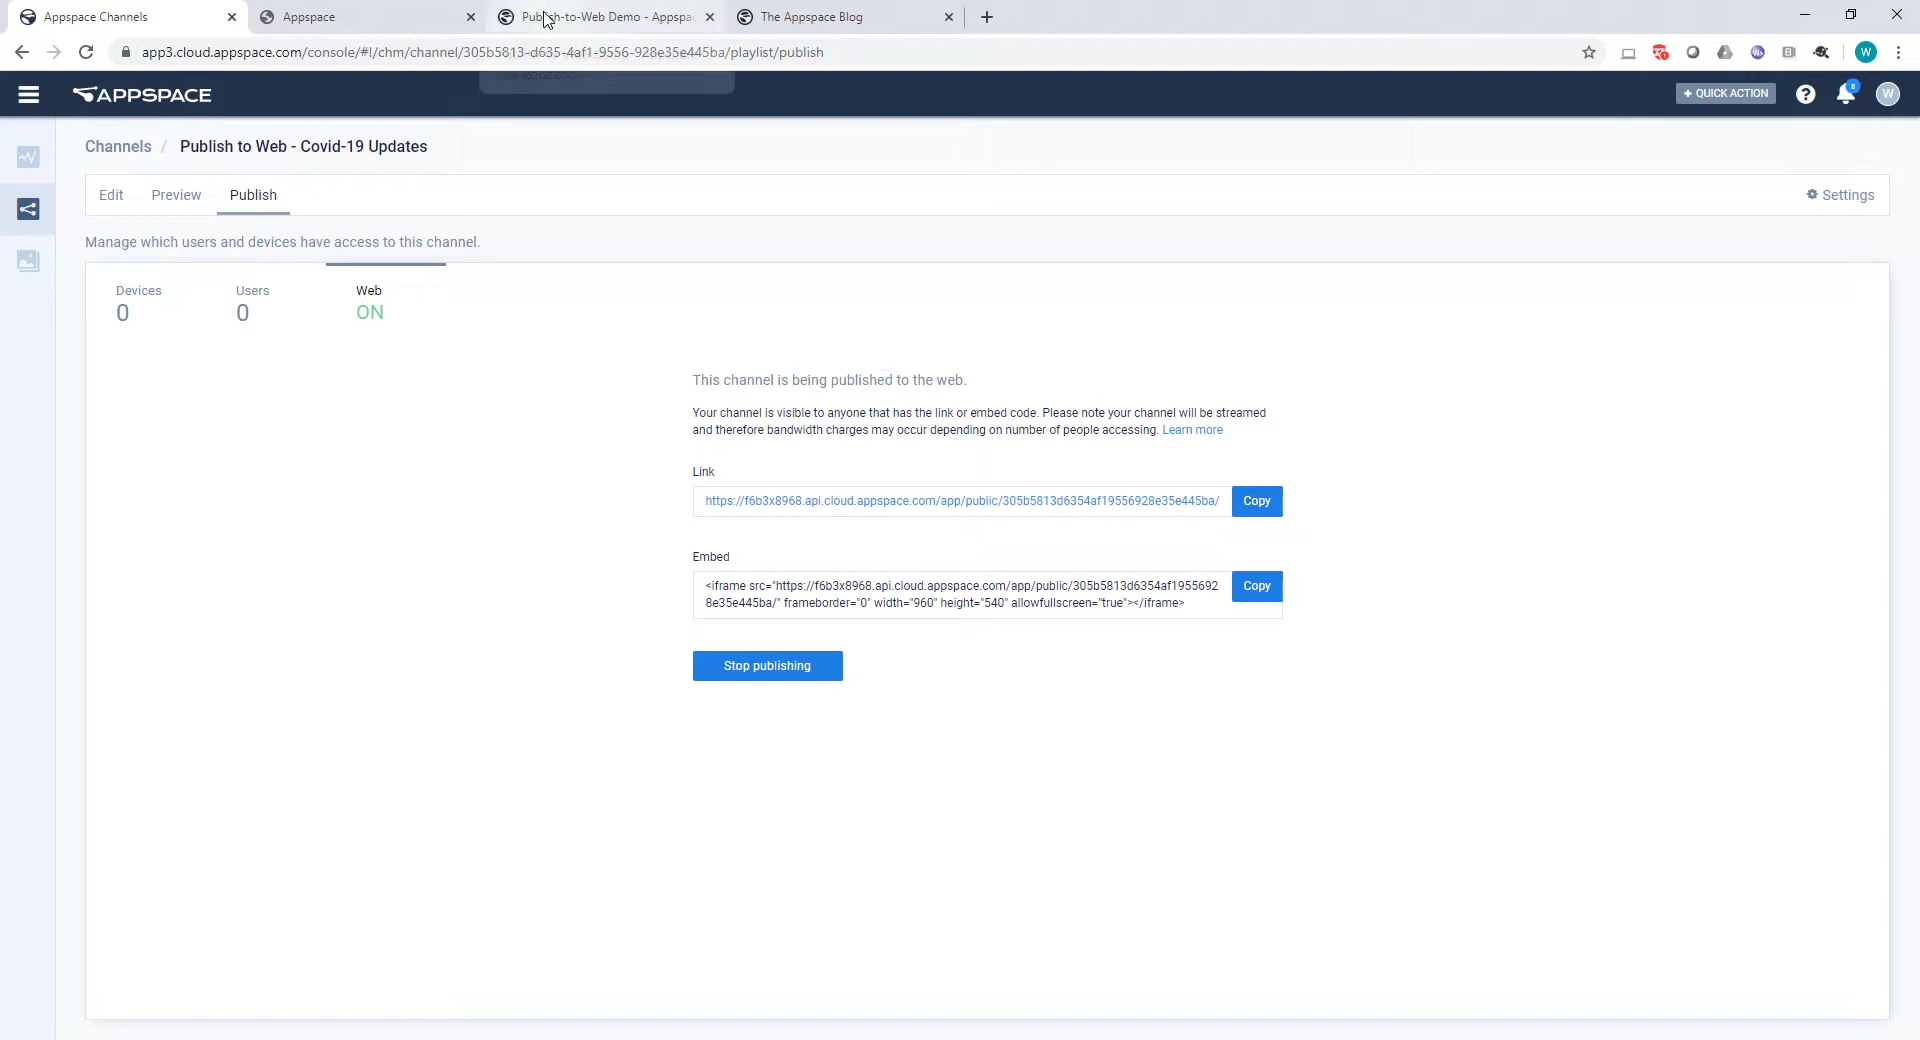 Appspace Channels
Appspace
Publish-to-Web Demo - Appspac
The Appspace Blog
app3.cloud.appspace.com/console/#!/chm/channel/305b5813-d635-4af1-9556-928e35e445ba/playlist/publish
W
APPSPACE
+ QUICK ACTION
?
8
W
Channels / Publish to Web - Covid-19 Updates
Edit
Preview
Publish
Settings
Manage which users and devices have access to this channel.
Devices
0
Users
0
Web
ON
This channel is being published to the web.
Your channel is visible to anyone that has the link or embed code. Please note your channel will be streamed
and therefore bandwidth charges may occur depending on number of people accessing. Learn more
Link
https://f6b3x8968.api.cloud.appspace.com/app/public/305b5813d6354af19556928e35e445ba/
Copy
Embed
<iframe src="https://f6b3x8968.api.cloud.appspace.com/app/public/305b5813d6354af1955692
8e35e445ba/" frameborder="0" width="960" height="540" allowfullscreen="true"></iframe>
Copy
Stop publishing